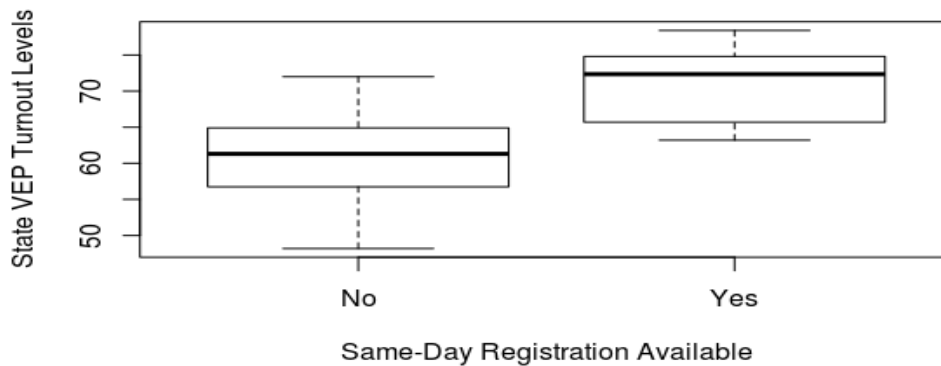 State VEP Turnout Levels
70
60
50
No Yes
Same-Day Registration Available